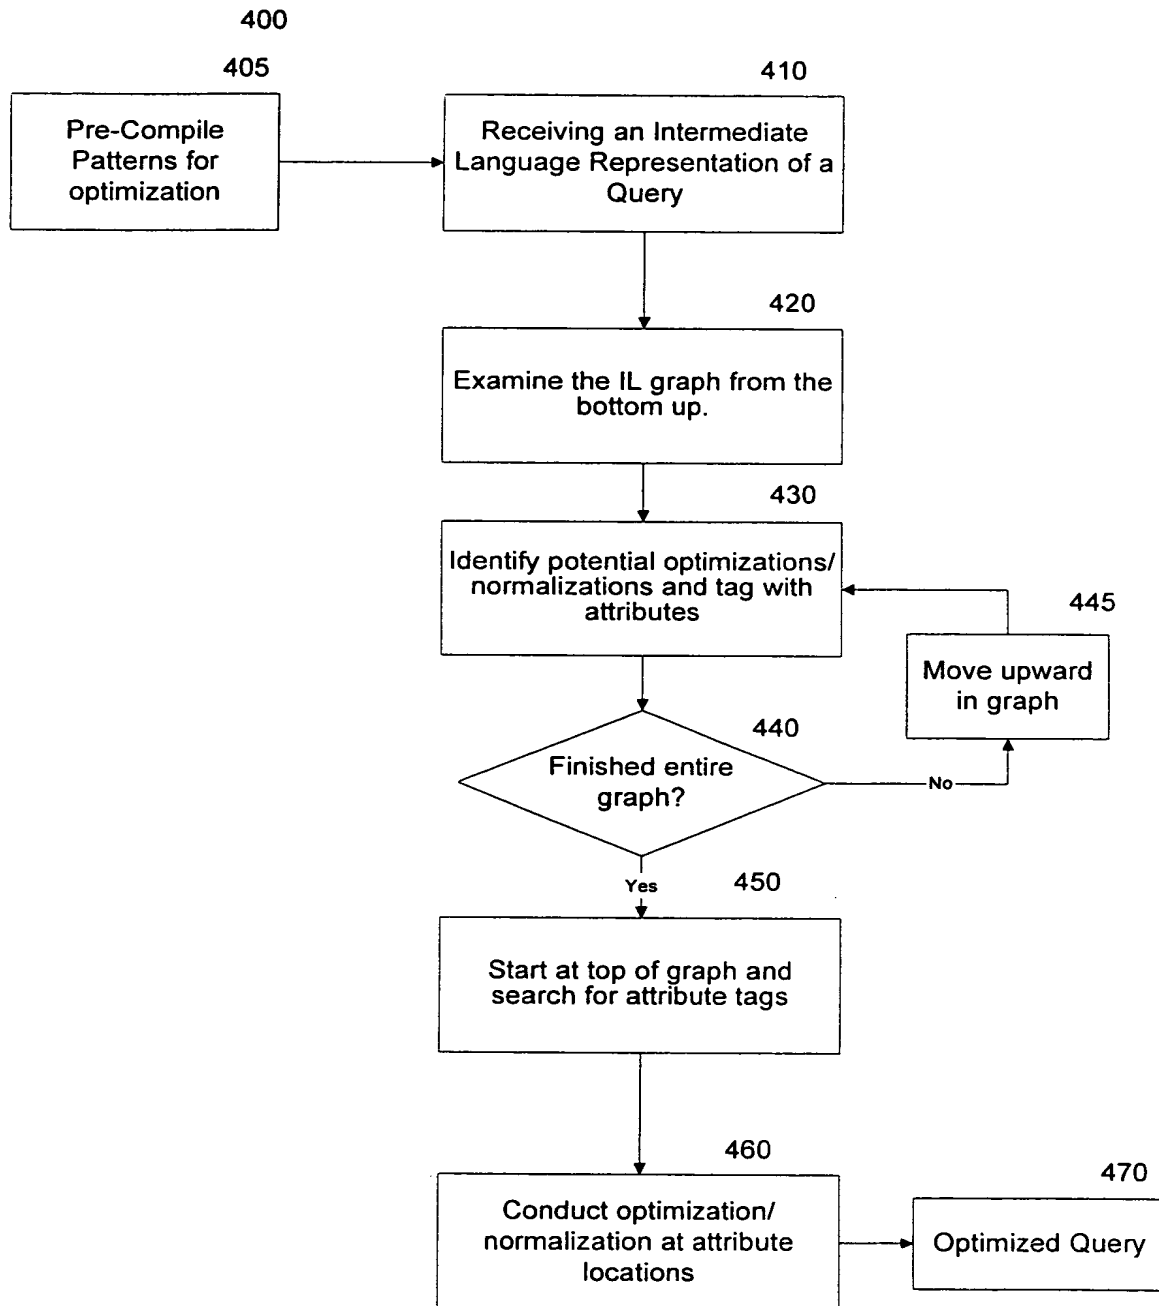 400
405
Pre-Compile
Patterns for
optimization
410
Receiving an Intermediate
Language Representation of a
Query
420
Examine the IL graph from the
bottom up.
430
Identify potential optimizations/
normalizations and tag with
attributes
445
Move upward
in graph
440
Finished entire
graph?
No
Yes
450
Start at top of graph and
search for attribute tags
460
Conduct optimization/
normalization at attribute
locations
470
Optimized Query